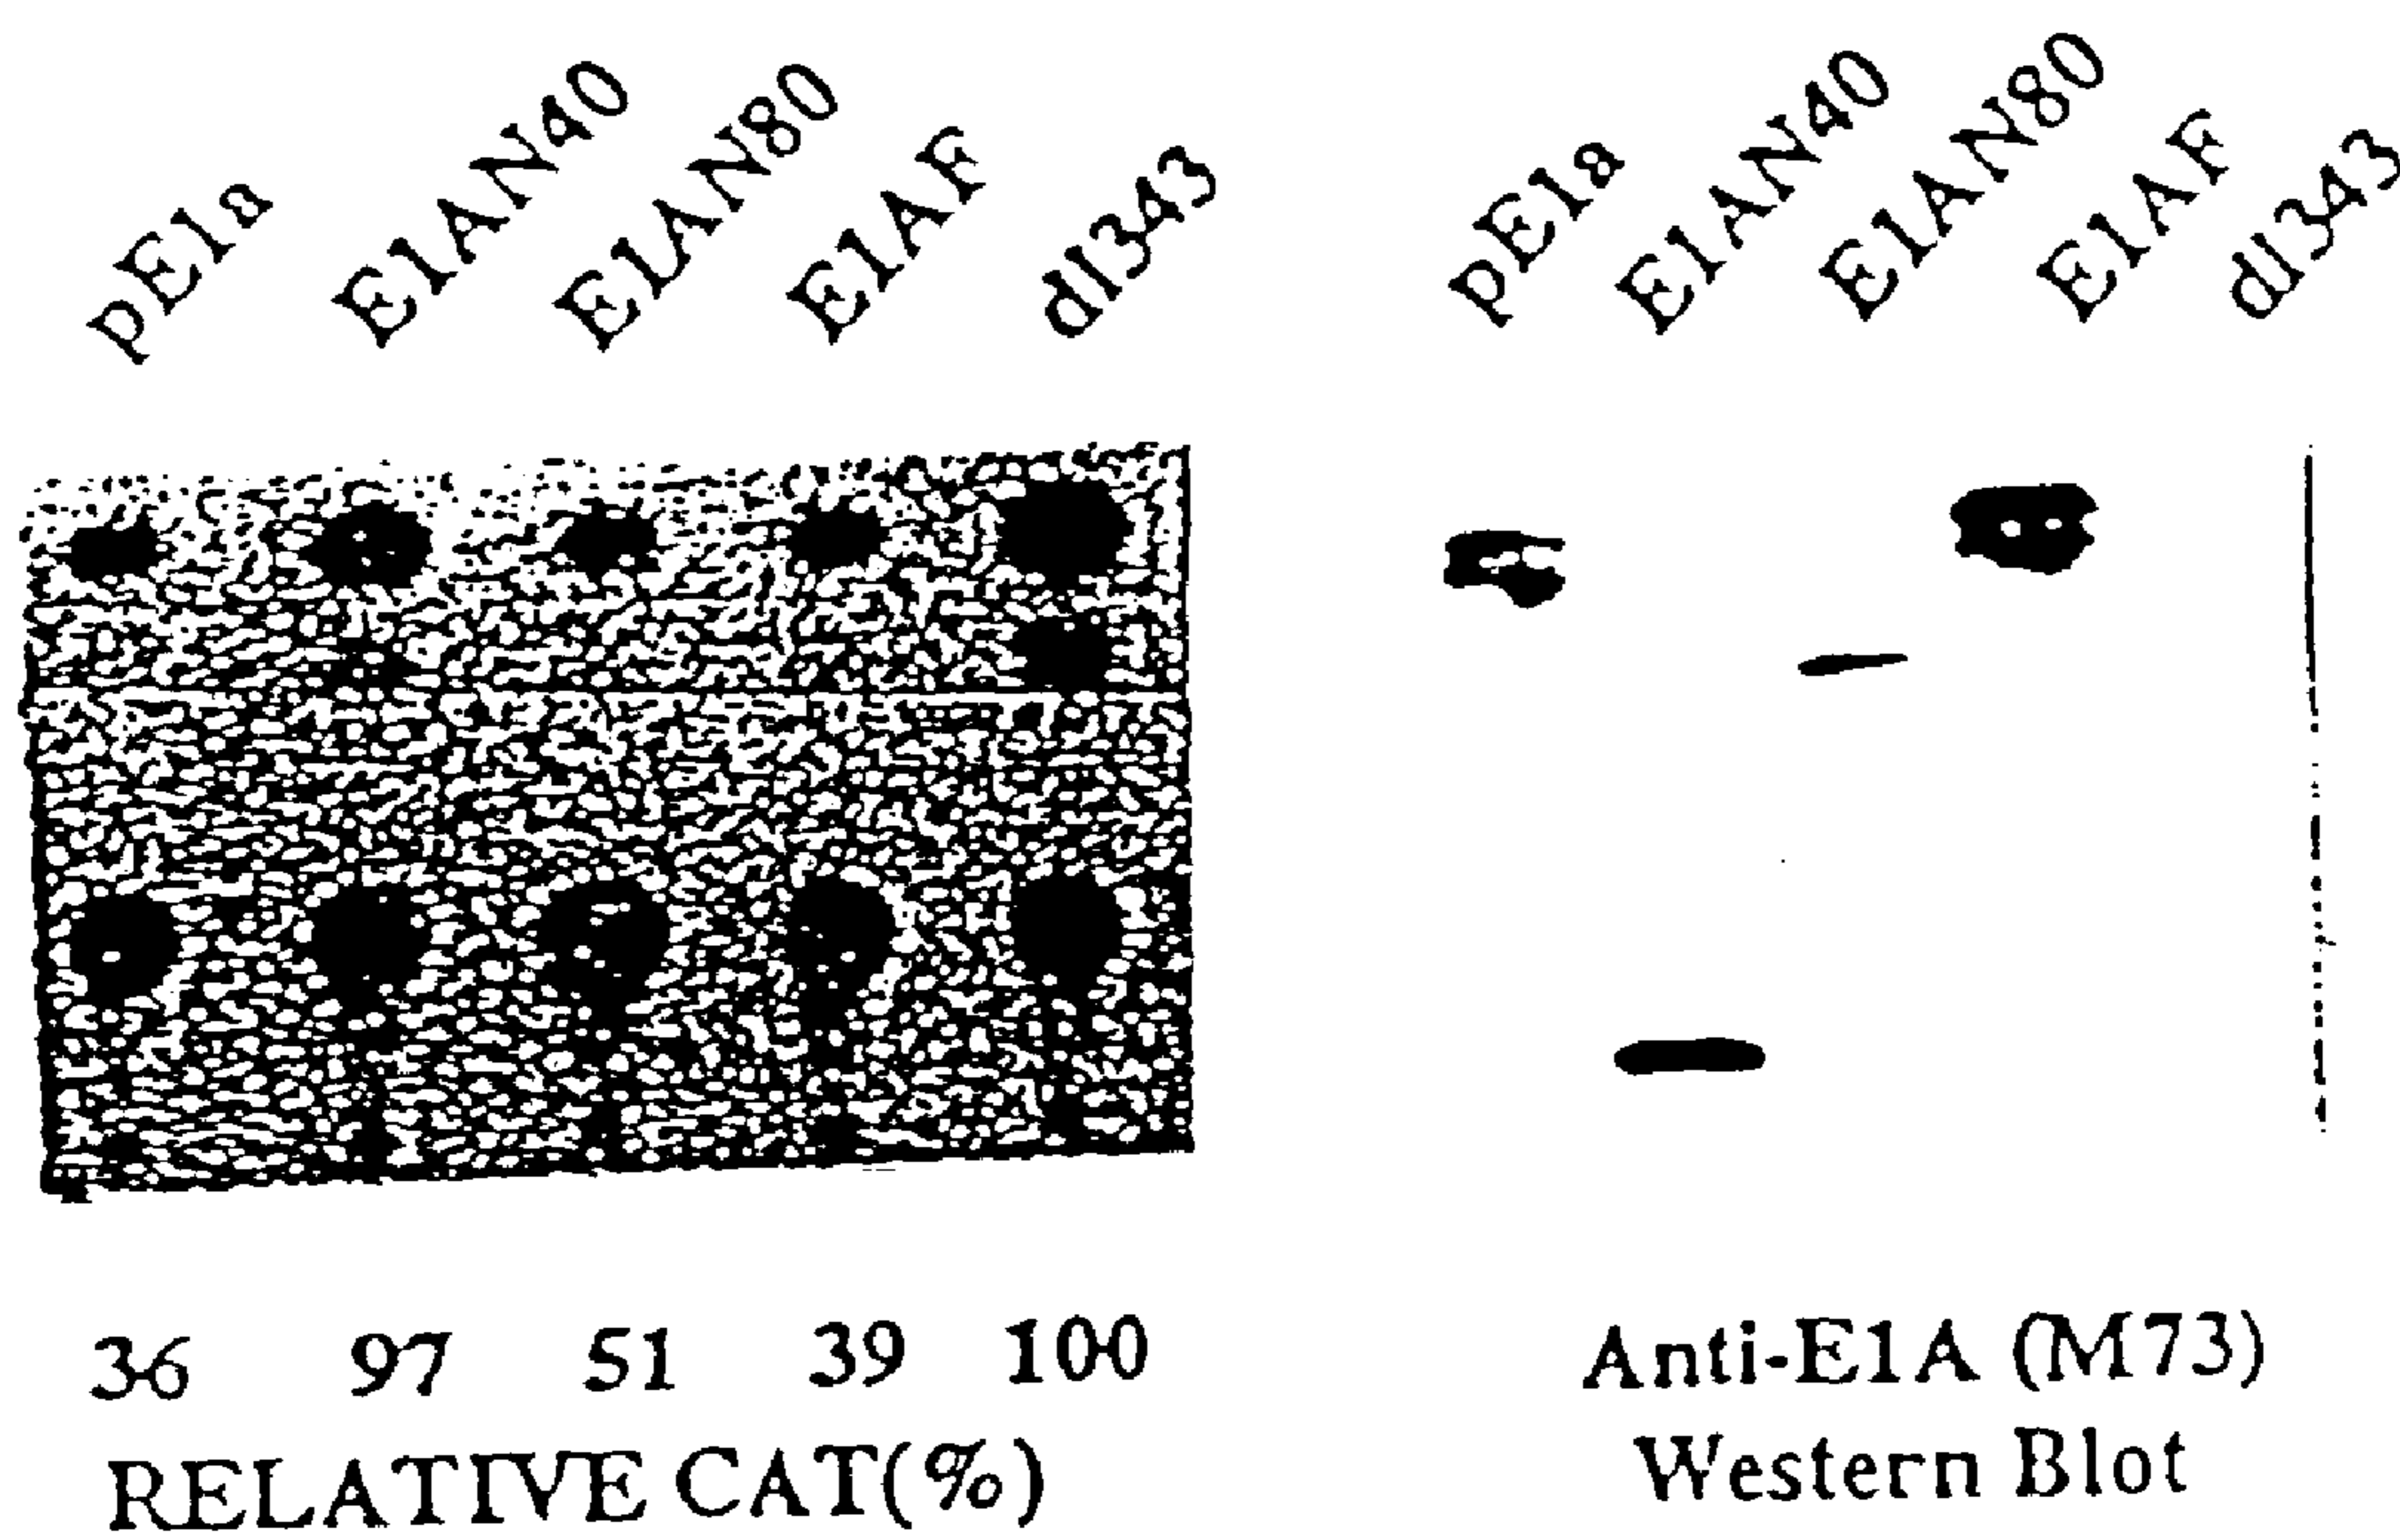 pE1a E1AN40 E1AN80 E1AF dl343
pE1a E1AN40 E1AN80 E1AF dl343
36 97 51 39 100
RELATIVE CAT(%)
Anti-E1A (M73)
Western Blot